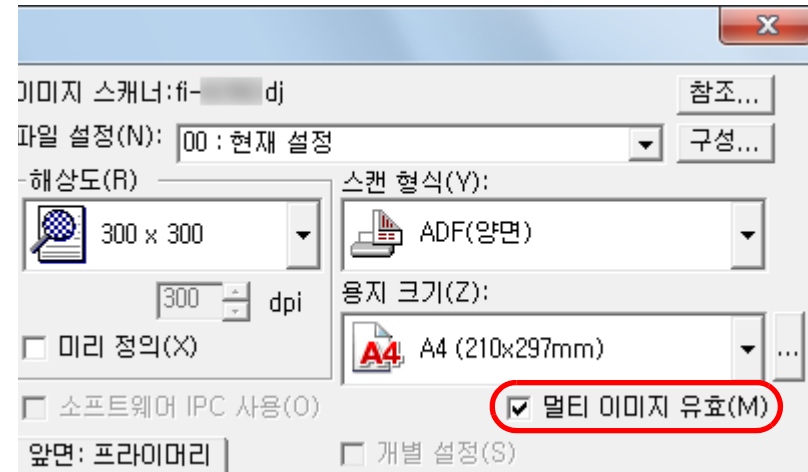 이미지 스캐너:fi- dj
참조...
파일 설정(N): 00 : 현재 설정
구성...
해상도(R)
스캔 형식(Y):
300 x 300
ADF(양면)
300 dpi
용지 크기(Z):
미리 정의(X)
A4 A4 (210x297mm) ...
소프트웨어 IPC 사용(O)
멀티 이미지 유효(M)
앞면: 프라이머리
개별 설정(S)